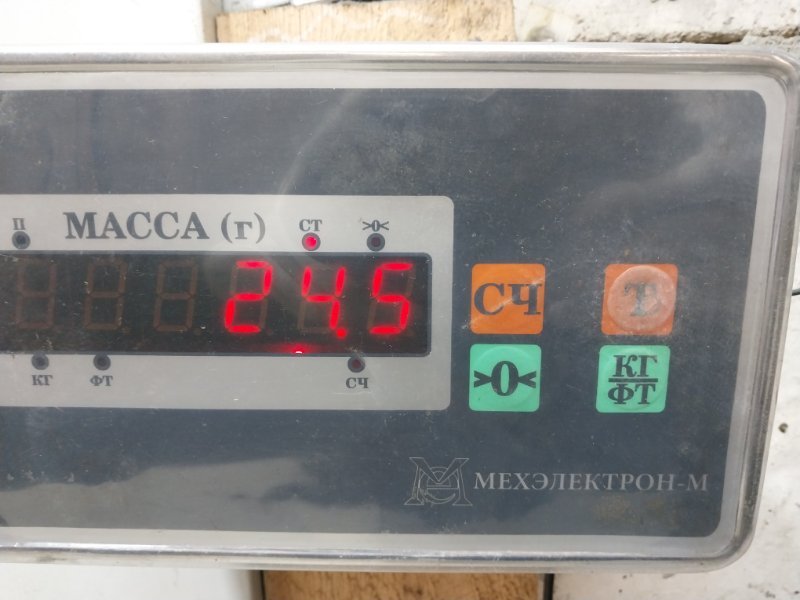 П
МАССА (г)
СТ
>0<
24.5
СЧ
Т
КГ
ФТ
СЧ
>0<
КГ
ФТ
М
МЕХЭЛЕКТРОН-М